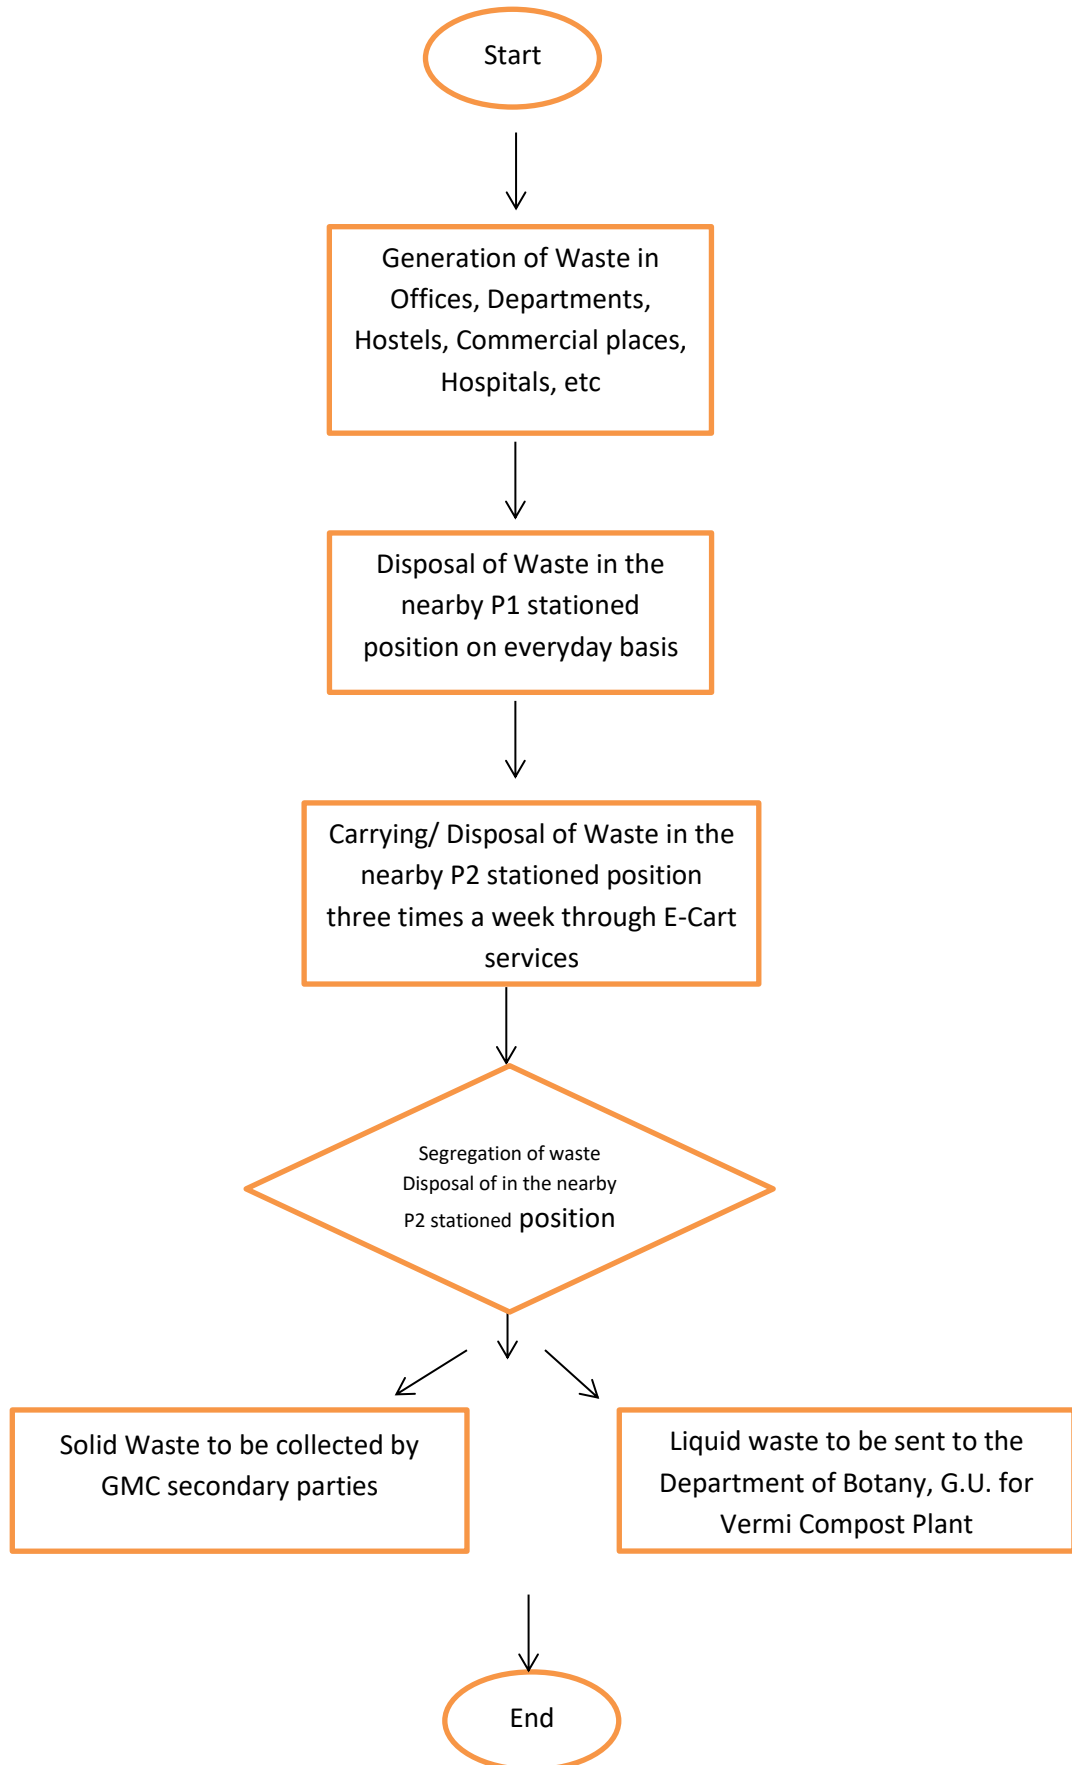 Start
Generation of Waste in
Offices, Departments,
Hostels, Commercial places,
Hospitals, etc
Disposal of Waste in the
nearby P1 stationed
position on everyday basis
Carrying/ Disposal of Waste in the
nearby P2 stationed position
three times a week through E-Cart
services
Segregation of waste
Disposal of in the nearby
P2 stationed position
Solid Waste to be collected by
GMC secondary parties
Liquid waste to be sent to the
Department of Botany, G.U. for
Vermi Compost Plant
End